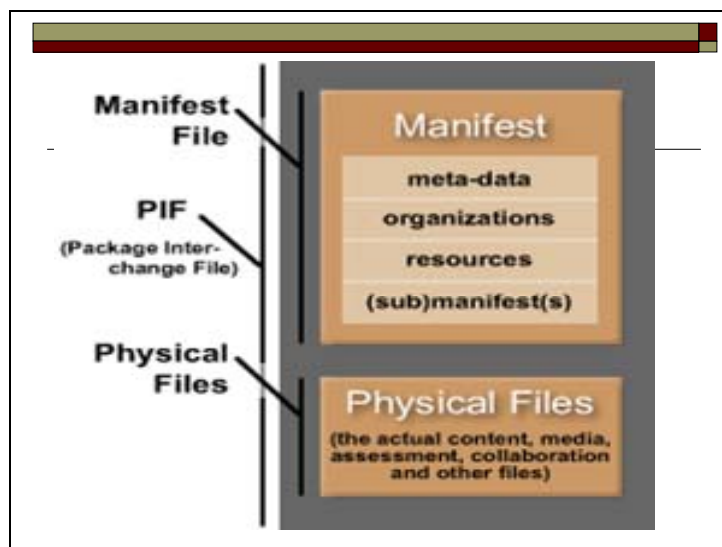 Manifest
File
PIF
(Package Inter-
change File)
Physical
Files
Manifest
meta-data
organizations
resources
(sub)manifest(s)
Physical Files
(the actual content, media,
assessment, collaboration
and other files)